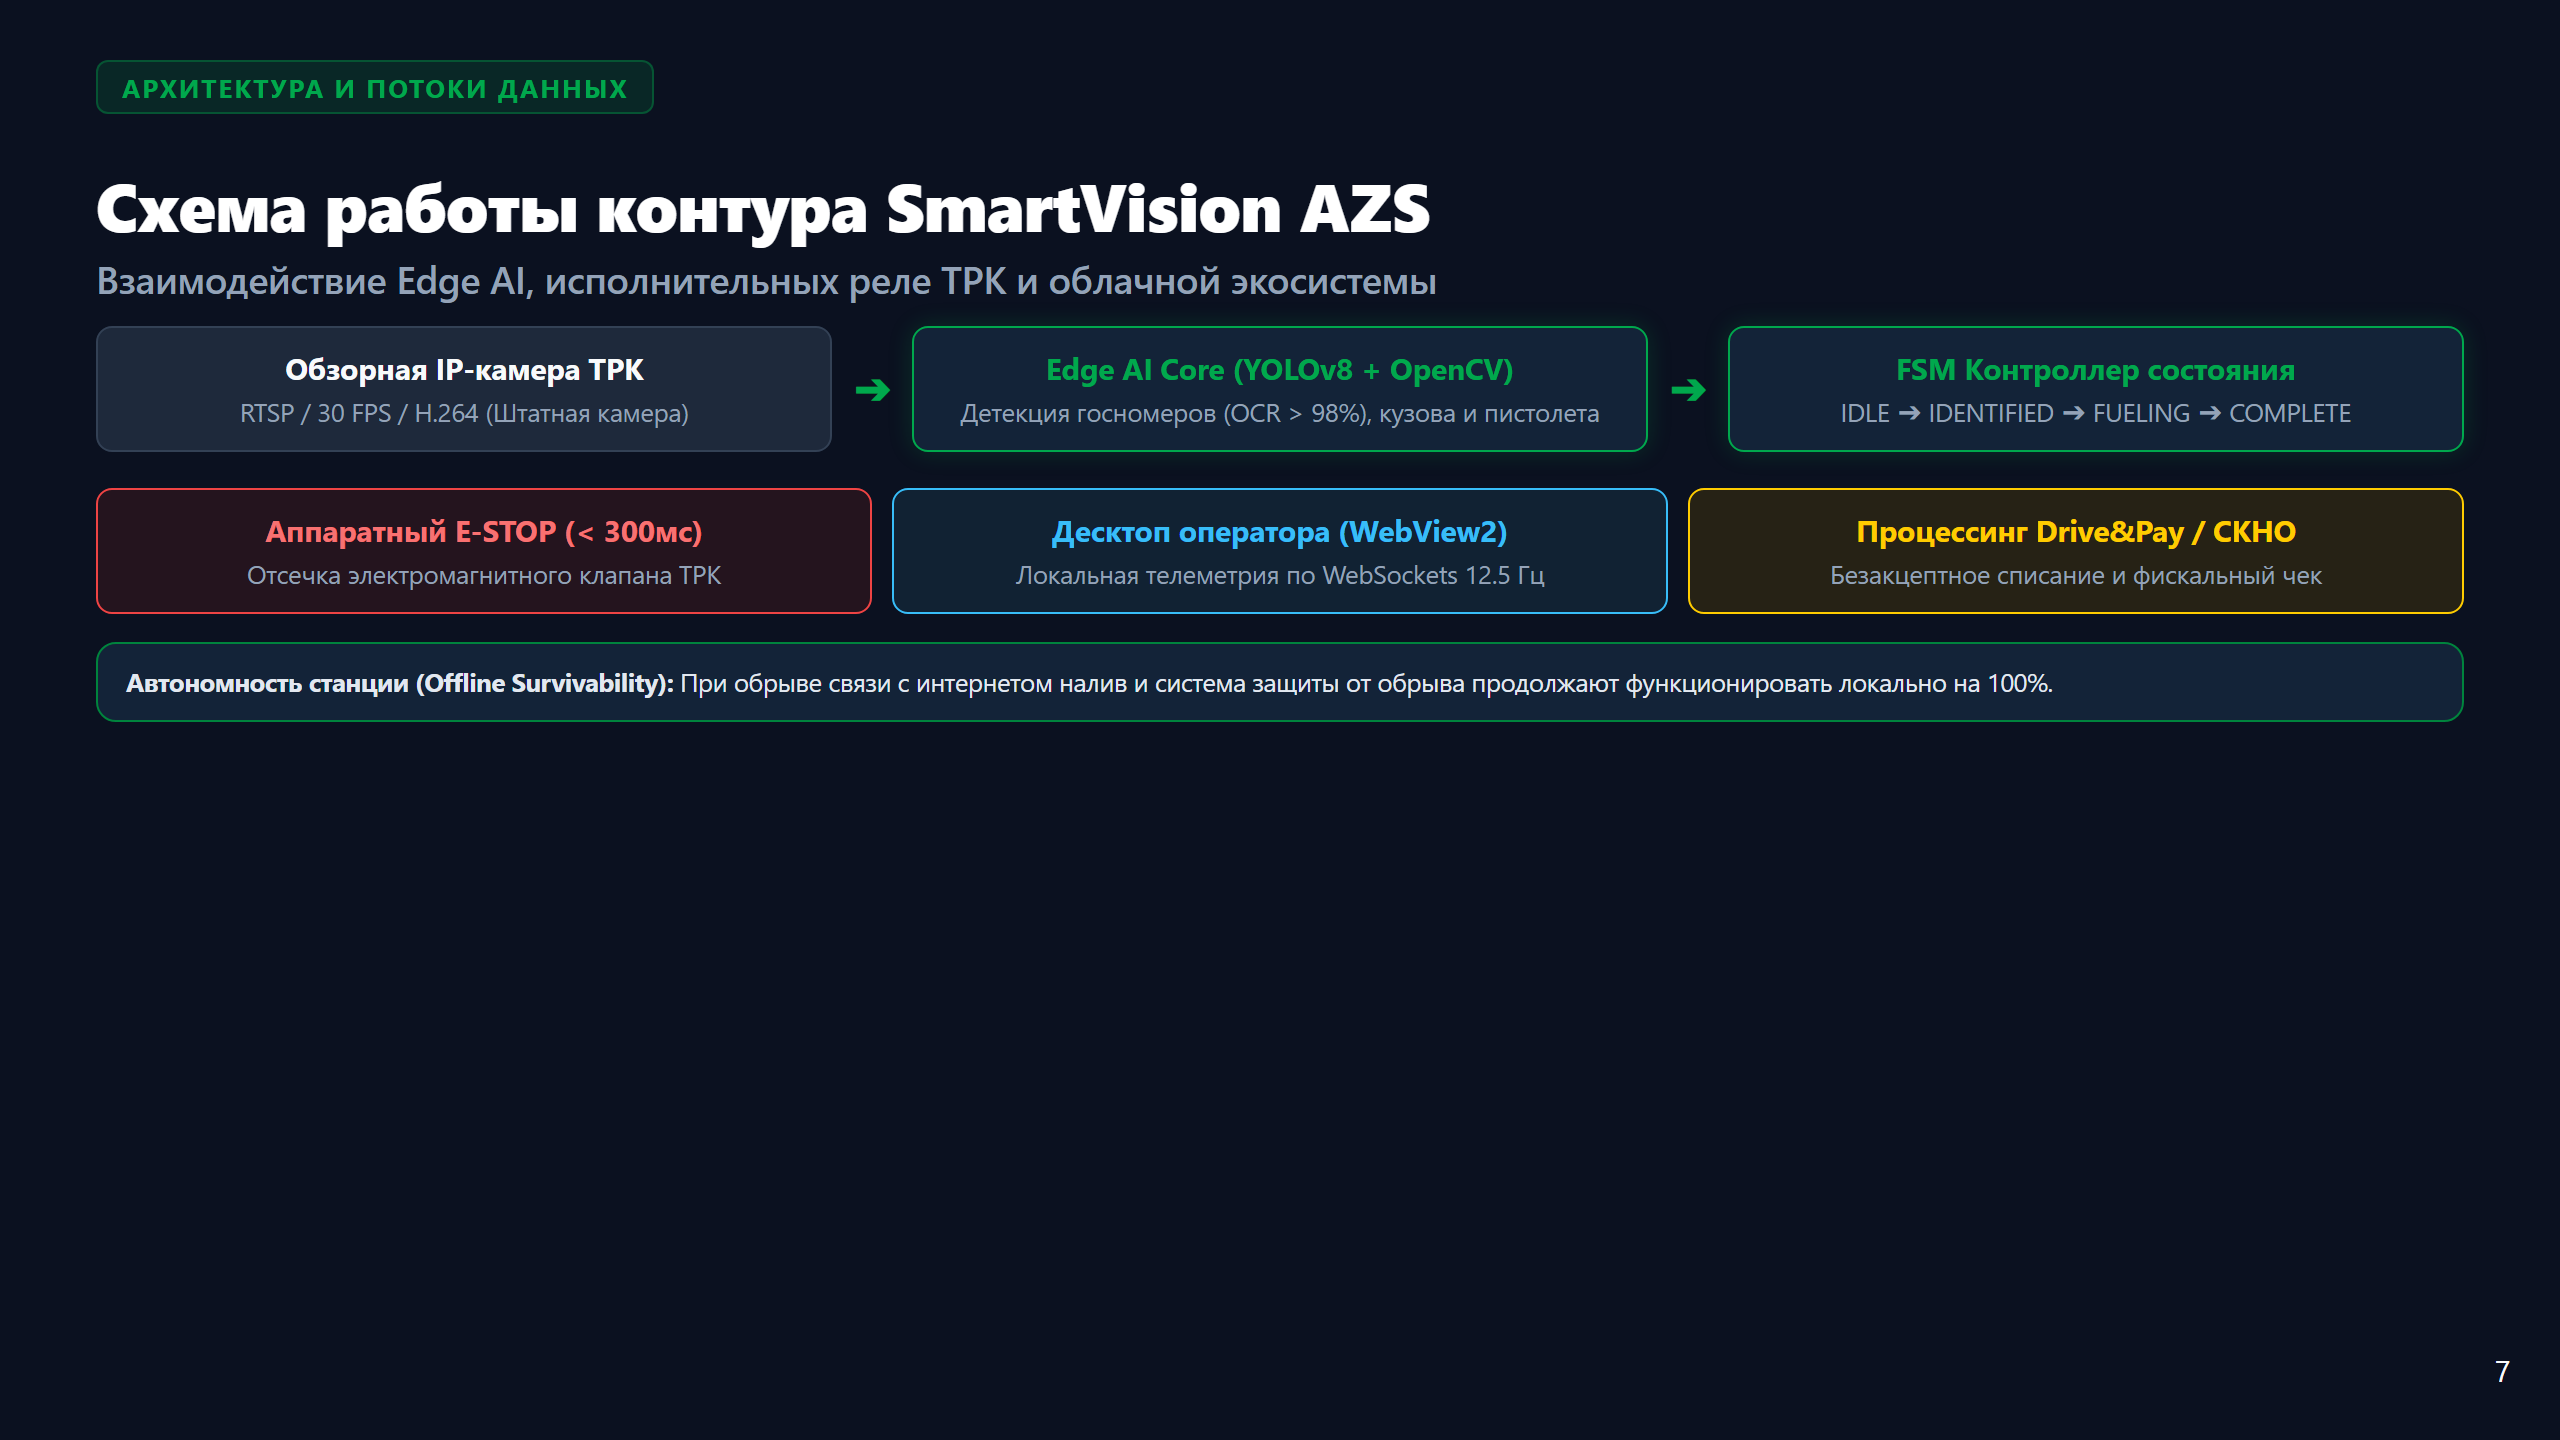 АРХИТЕКТУРА И ПОТОКИ ДАННЫХ
Схема работы контура SmartVision AZS
Взаимодействие Edge AI, исполнительных реле ТРК и облачной экосистемы
Обзорная IP-камера ТРК
RTSP / 30 FPS / H.264 (Штатная камера)
➔
Edge AI Core (YOLOv8 + OpenCV)
Детекция госномеров (OCR > 98%), кузова и пистолета
➔
FSM Контроллер состояния
IDLE ➔ IDENTIFIED ➔ FUELING ➔ COMPLETE
Аппаратный E-STOP (< 300мс)
Отсечка электромагнитного клапана ТРК
Десктоп оператора (WebView2)
Локальная телеметрия по WebSockets 12.5 Гц
Процессинг Drive&Pay / СКНО
Безакцептное списание и фискальный чек
Автономность станции (Offline Survivability): При обрыве связи с интернетом налив и система защиты от обрыва продолжают функционировать локально на 100%.
7